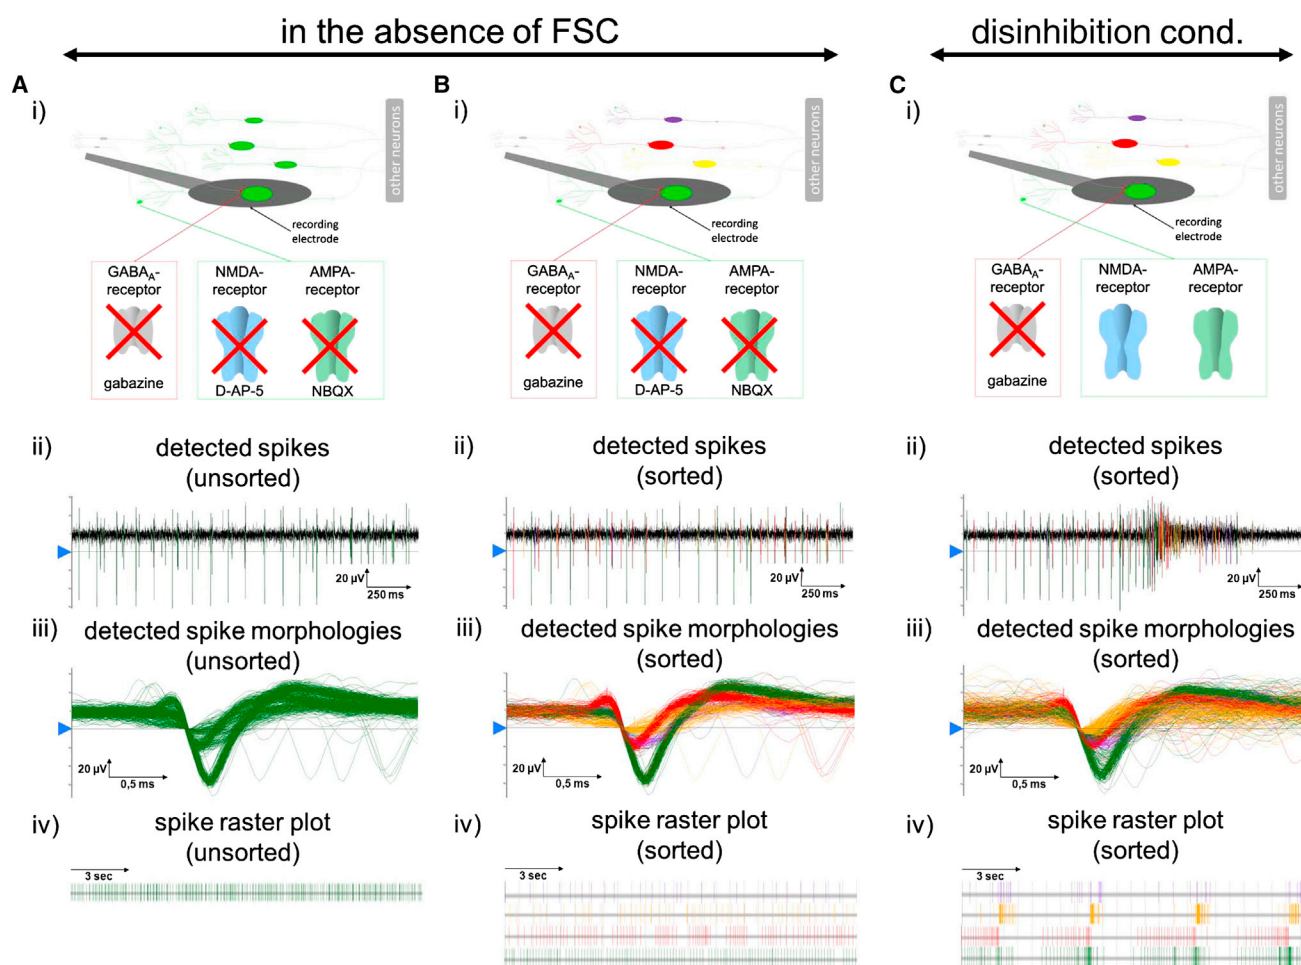 in the absence of FSC
disinhibition cond.
A
i)
other neurons
recording
electrode
GABAA-
receptor
NMDA-
receptor
AMPA-
receptor
gabazine
D-AP-5
NBQX
ii)
detected spikes
(unsorted)
20 µV
250 ms
iii)
detected spike morphologies
(unsorted)
20 µV
0,5 ms
iv)
spike raster plot
(unsorted)
3 sec
B
i)
other neurons
recording
electrode
GABAA-
receptor
NMDA-
receptor
AMPA-
receptor
gabazine
D-AP-5
NBQX
ii)
detected spikes
(sorted)
20 µV
250 ms
iii)
detected spike morphologies
(sorted)
20 µV
0,5 ms
iv)
spike raster plot
(sorted)
3 sec
C
i)
other neurons
recording
electrode
GABAA-
receptor
NMDA-
receptor
AMPA-
receptor
gabazine
ii)
detected spikes
(sorted)
20 µV
250 ms
iii)
detected spike morphologies
(sorted)
20 µV
0,5 ms
iv)
spike raster plot
(sorted)
3 sec